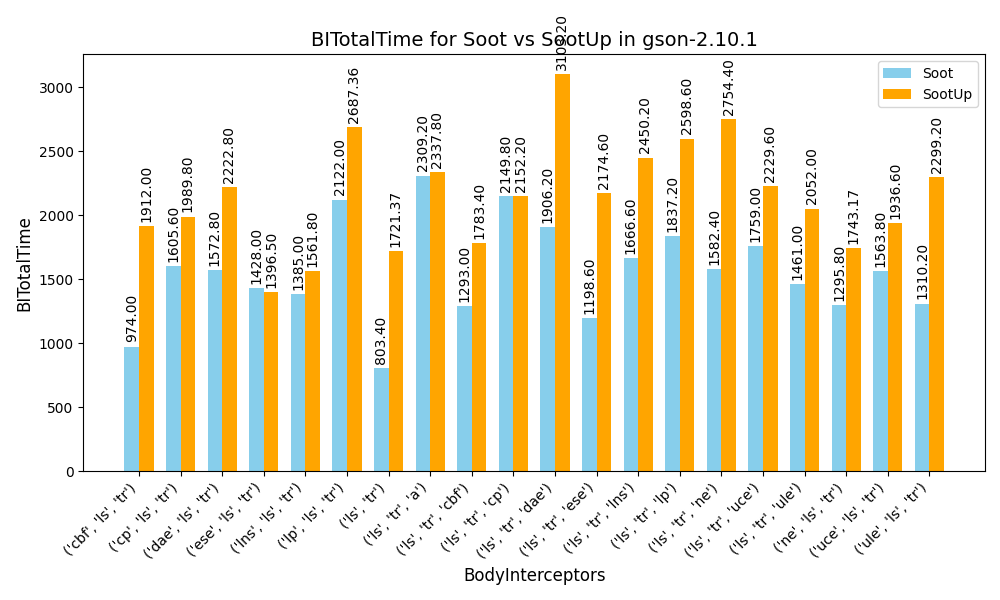 BITotalTime for Soot vs SootUp in gson-2.10.1
Soot
SootUp
BITotalTime
3000
2500
2000
1500
1000
500
0
974.00
1912.00
1605.60
1989.80
1572.80
2222.80
1428.00
1396.50
1385.00
1561.80
2122.00
2687.36
803.40
1721.37
2309.20
2337.80
1293.00
1783.40
2149.80
2152.20
1906.20
1198.60
2174.60
1666.60
2450.20
1837.20
2598.60
1582.40
2754.40
1759.00
2229.60
1461.00
2052.00
1295.80
1743.17
1563.80
1936.60
1310.20
2299.20
('cbf', 'ls', 'tr')
('cp', 'ls', 'tr')
('dae', 'ls', 'tr')
('ese', 'ls', 'tr')
('lns', 'ls', 'tr')
('lp', 'ls', 'tr')
('ls', 'tr')
('ls', 'tr', 'a')
('ls', 'tr', 'cbf')
('ls', 'tr', 'cp')
('ls', 'tr', 'dae')
('ls', 'tr', 'ese')
('ls', 'tr', 'lns')
('ls', 'tr', 'lp')
('ls', 'tr', 'ne')
('ls', 'tr', 'uce')
('ls', 'tr', 'ule')
('ne', 'ls', 'tr')
('uce', 'ls', 'tr')
('ule', 'ls', 'tr')
BodyInterceptors